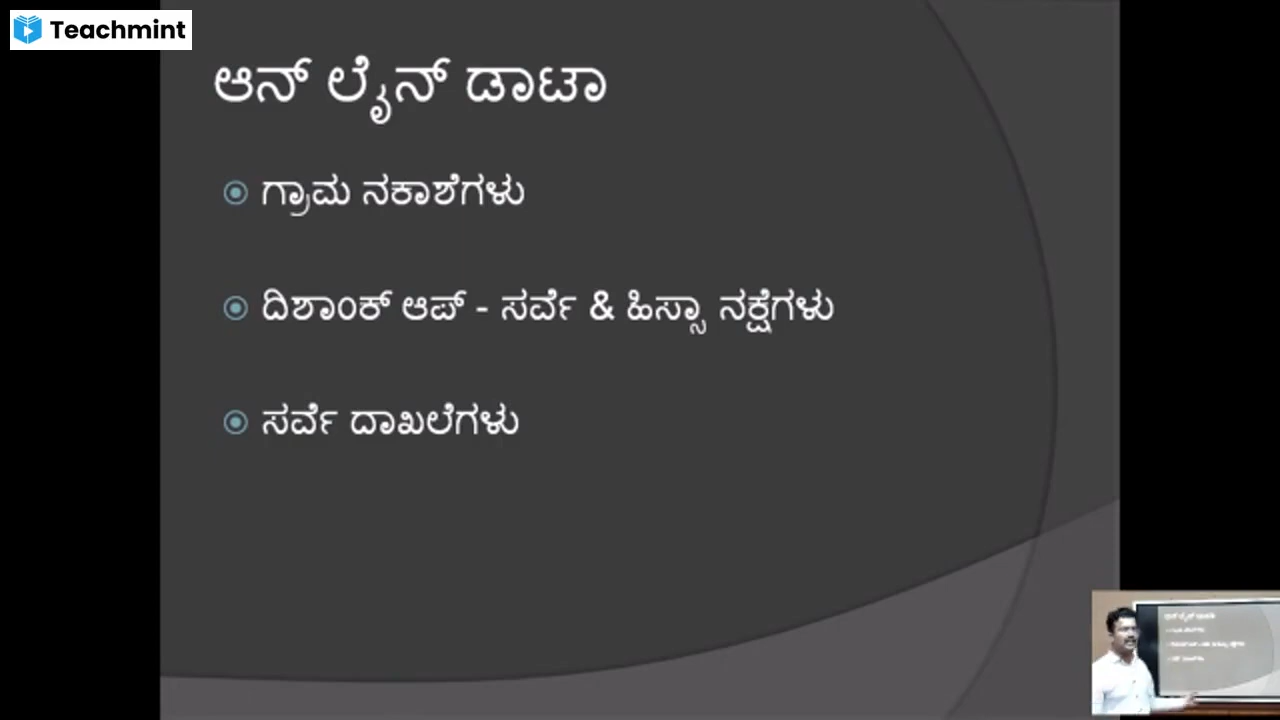 Teachmint
ಆನ್ ಲೈನ್ ಡಾಟಾ
ಗ್ರಾಮ ನಕಾಶೆಗಳು
ದಿಶಾಂಕ್ ಆಪ್ - ಸರ್ವೆ & ಹಿಸ್ಸಾ ನಕ್ಷೆಗಳು
ಸರ್ವೆ ದಾಖಲೆಗಳು